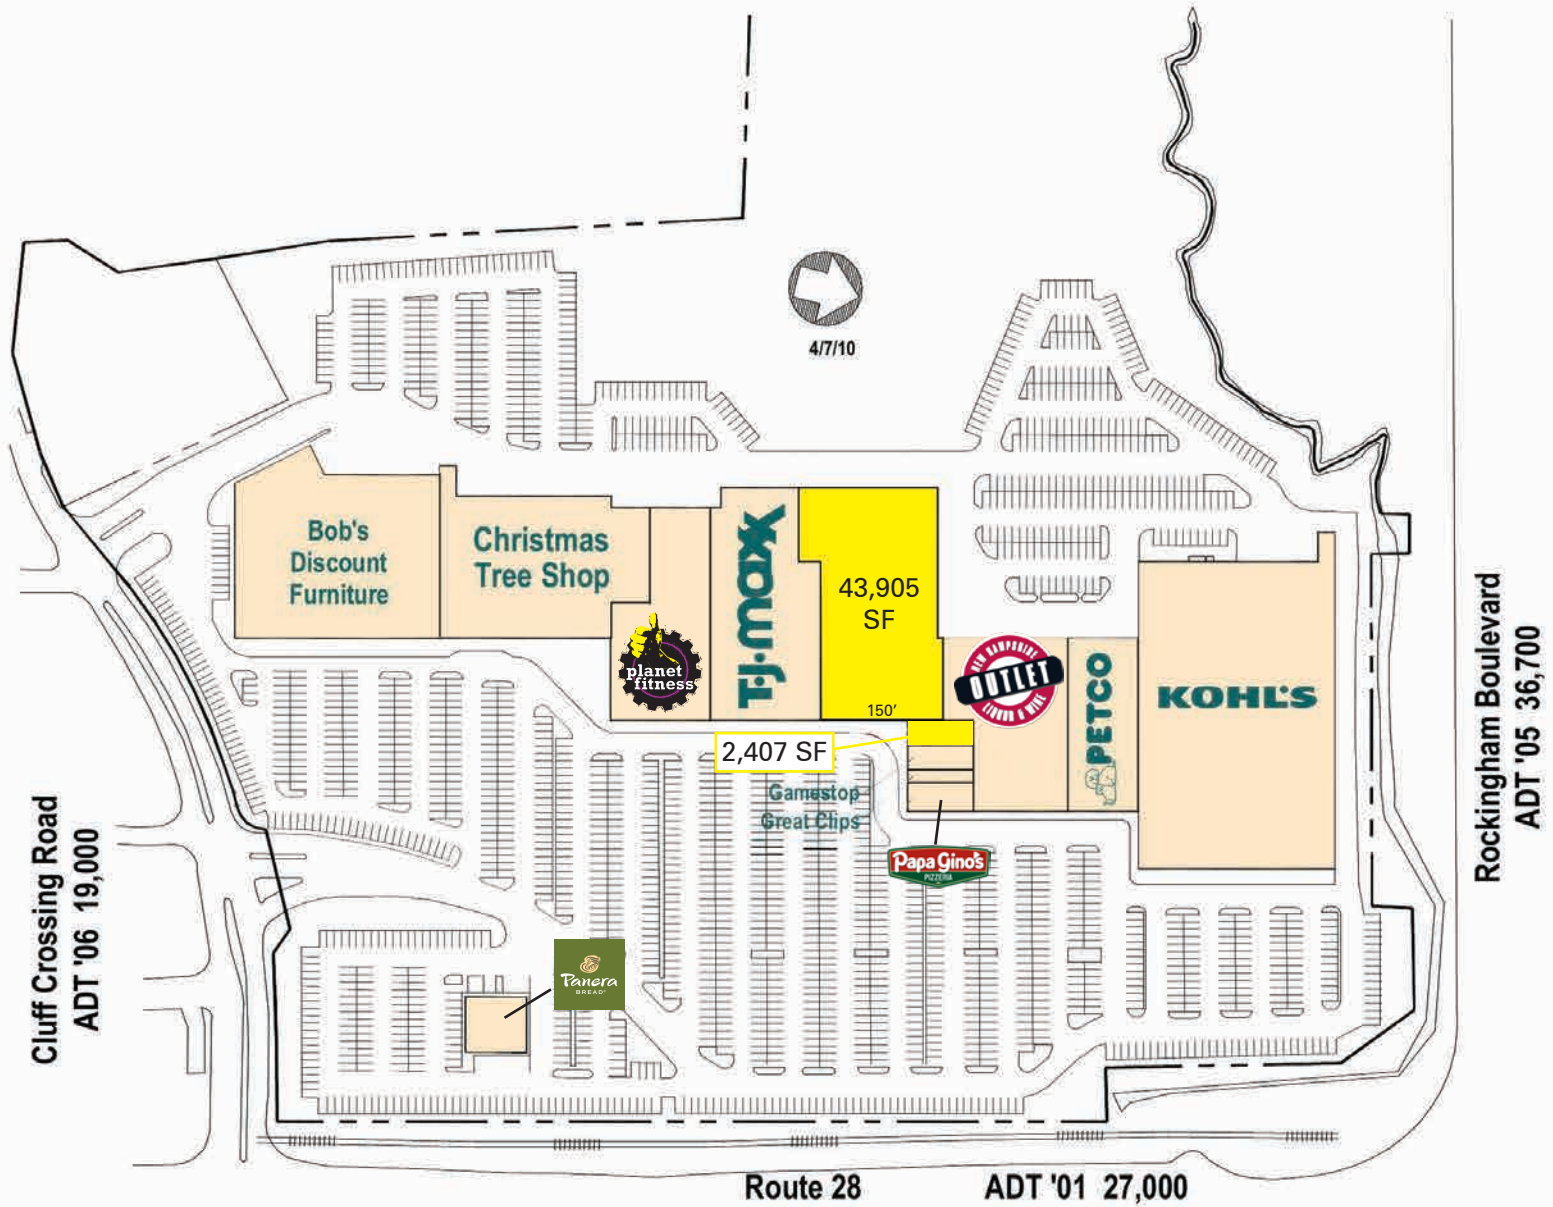 4/7/10
Bob's
Discount
Furniture
Christmas
Tree Shop
planet
fitness
T·J·maxx
43,905
SF
150'
2,407 SF
NEW HAMPSHIRE
OUTLET
LIQUOR & WINE
PETCO
KOHL'S
Gamestop
Great Clips
Papa Gino's
PIZZERIA
Panera
BREAD
Cluff Crossing Road
ADT '06 19,000
Rockingham Boulevard
ADT '05 36,700
Route 28
ADT '01 27,000